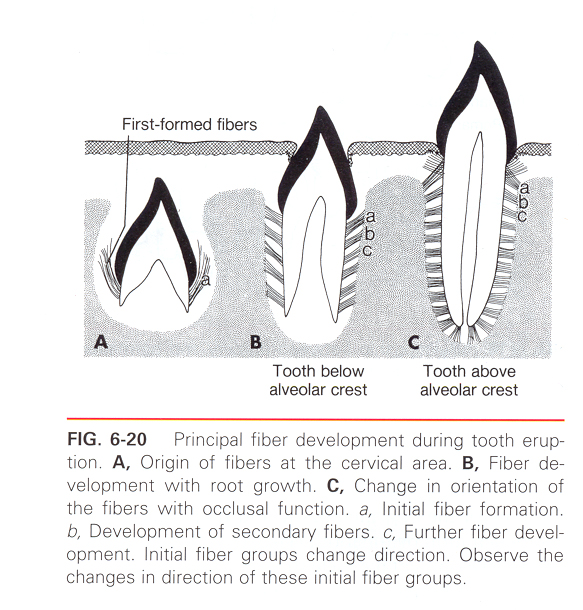 First-formed fibers
a
a
b
c
a
b
c
A
B
C
Tooth below
alveolar crest
Tooth above
alveolar crest
FIG. 6-20 Principal fiber development during tooth erup-
tion. A, Origin of fibers at the cervical area. B, Fiber de-
velopment with root growth. C, Change in orientation of
the fibers with occlusal function. a, Initial fiber formation.
b, Development of secondary fibers. c, Further fiber devel-
opment. Initial fiber groups change direction. Observe the
changes in direction of these initial fiber groups.